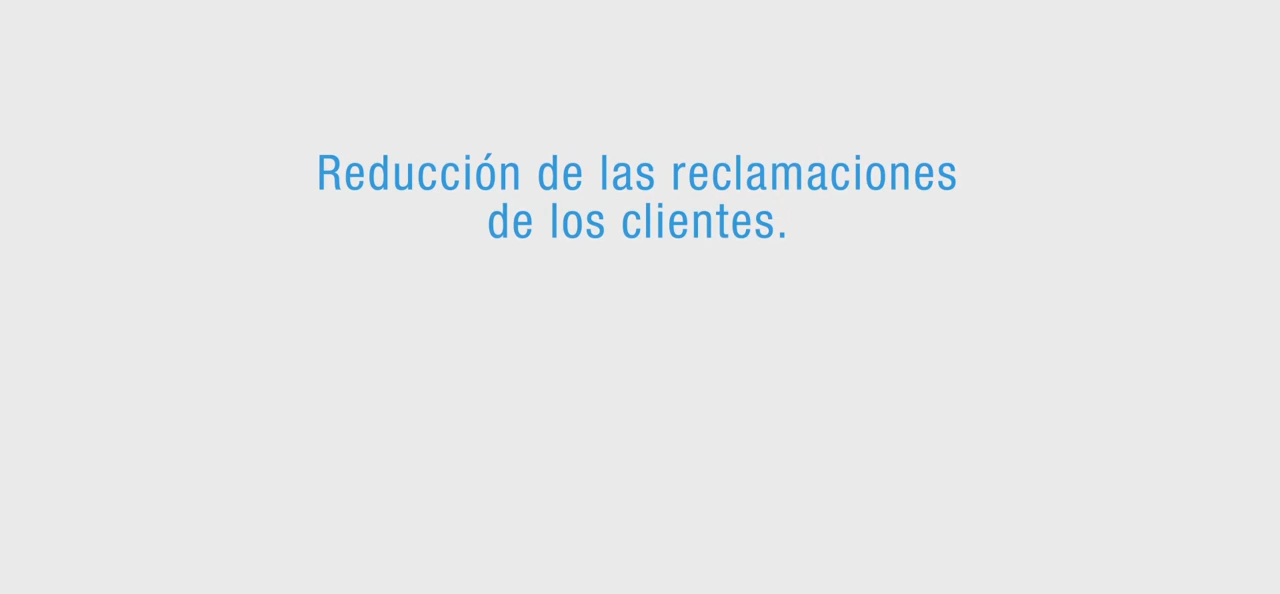 Reducción de las reclamaciones
de los clientes.